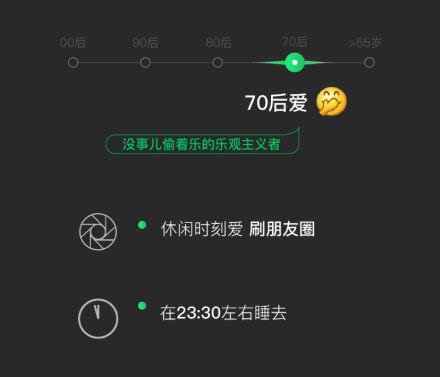 00后 90后 80后 70后 >55岁
70后爱 🤭
没事儿偷着乐的乐观主义者
休闲时刻爱 刷朋友圈
在23:30左右睡去